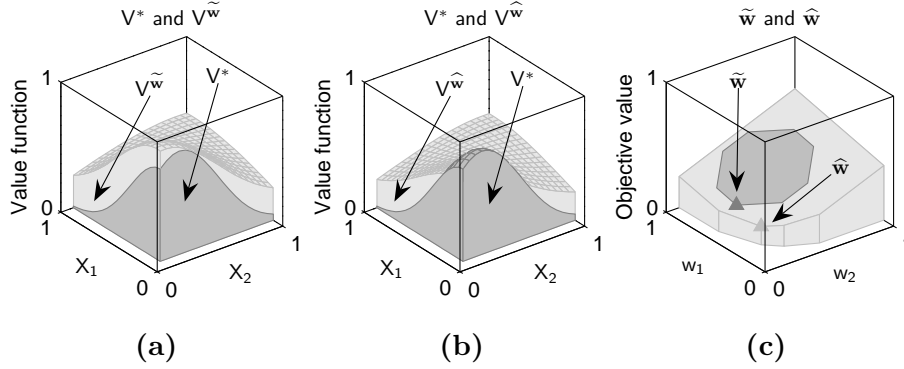 V* and V^w̃
V* and V^ŵ
w̃ and ŵ
Value function
1
0
1
X₁
0
0
X₂
1
V^w̃
V*
Value function
1
0
1
X₁
0
0
X₂
1
V^ŵ
V*
Objective value
1
0
1
w₁
0
0
w₂
w̃
ŵ
(a)
(b)
(c)